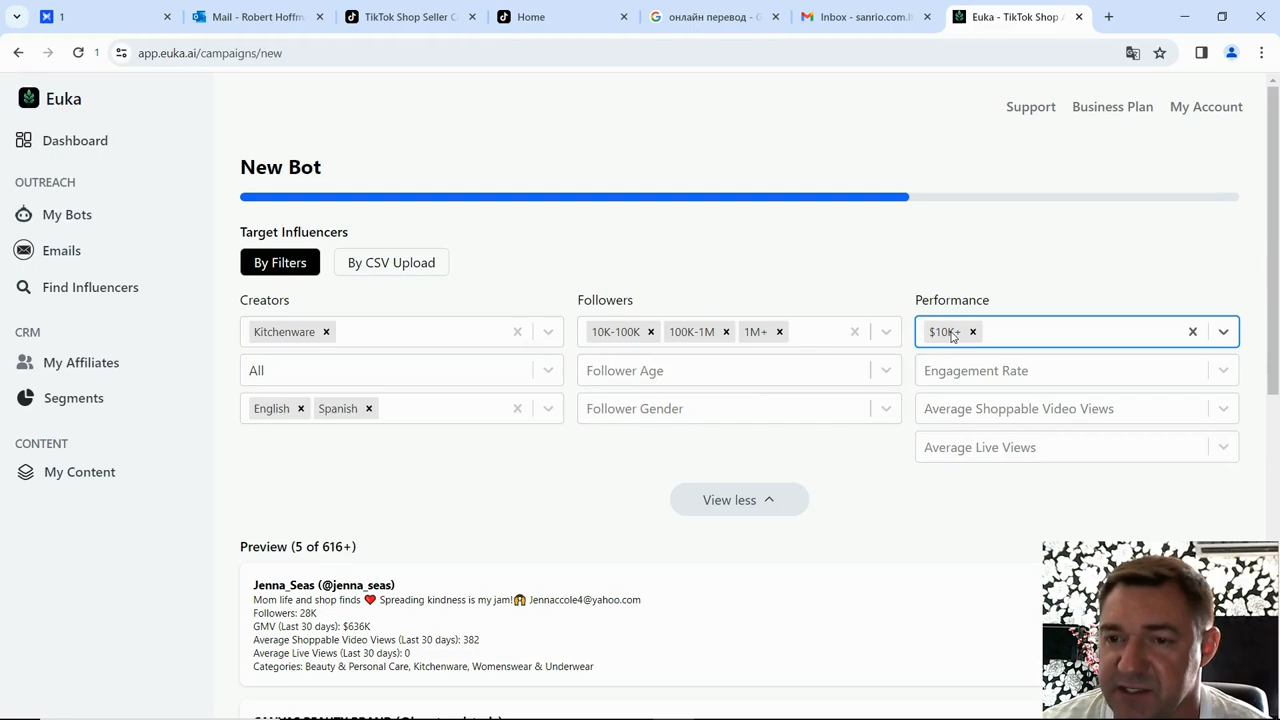 1
Mail - Robert Hoffm
TikTok Shop Seller C
Home
онлайн перевод - G
Inbox - sanrio.com.l
Euka - TikTok Shop A
1
app.euka.ai/campaigns/new
Euka
Support
Business Plan
My Account
Dashboard
OUTREACH
My Bots
Emails
Find Influencers
CRM
My Affiliates
Segments
CONTENT
My Content
New Bot
Target Influencers
By Filters
By CSV Upload
Creators
Kitchenware
All
English Spanish
Followers
10K-100K 100K-1M 1M+
Follower Age
Follower Gender
Performance
$10K+
Engagement Rate
Average Shoppable Video Views
Average Live Views
View less
Preview (5 of 616+)
Jenna_Seas (@jenna_seas)
Mom life and shop finds ❤️ Spreading kindness is my jam!🙆 Jennaccole4@yahoo.com
Followers: 28K
GMV (Last 30 days): $636K
Average Shoppable Video Views (Last 30 days): 382
Average Live Views (Last 30 days): 0
Categories: Beauty & Personal Care, Kitchenware, Womenswear & Underwear